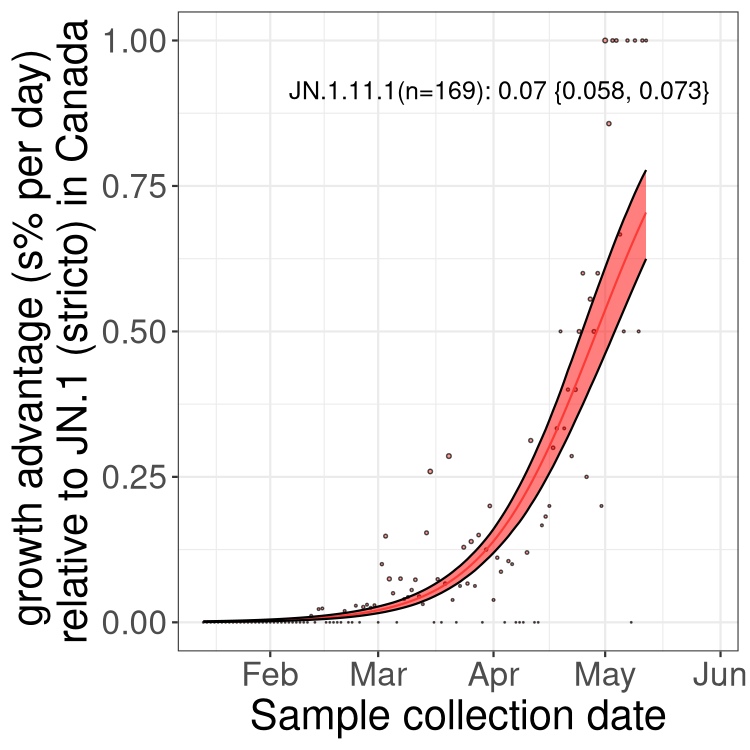 growth advantage (s% per day)
relative to JN.1 (stricto) in Canada
1.00
JN.1.11.1(n=169): 0.07 {0.058, 0.073}
0.75
0.50
0.25
0.00
Feb Mar Apr May Jun
Sample collection date